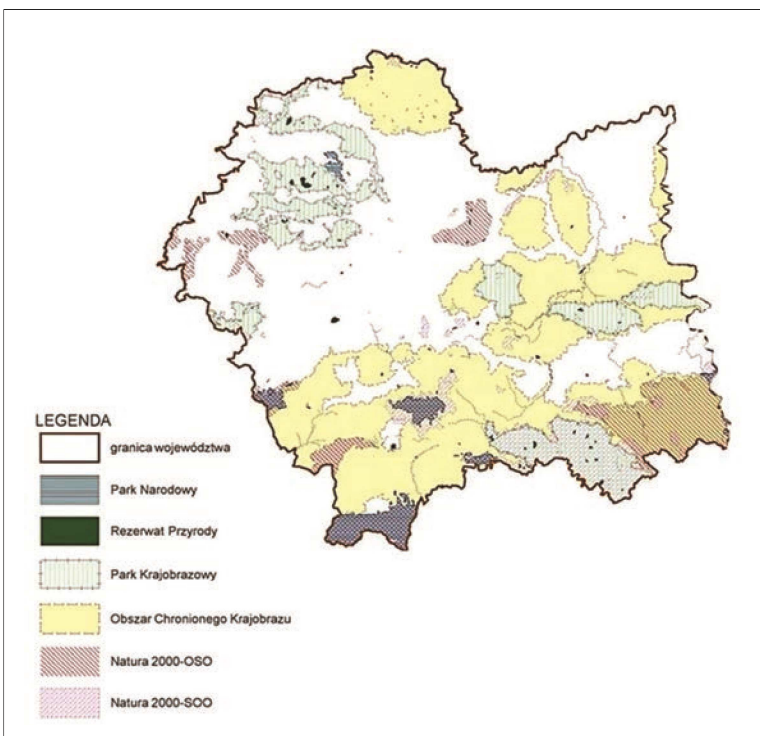 LEGENDA
granica województwa
Park Narodowy
Rezerwat Przyrody
Park Krajobrazowy
Obszar Chronionego Krajobrazu
Natura 2000-OSO
Natura 2000-SOO